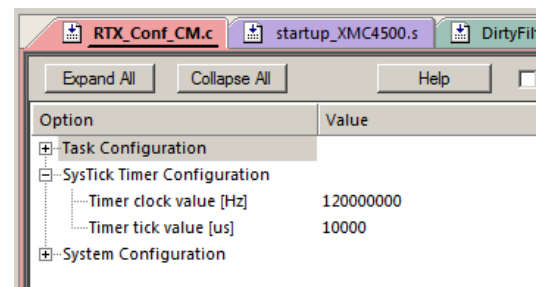 RTX_Conf_CM.c startup_XMC4500.s DirtyFil
Expand All Collapse All Help
Option Value
Task Configuration
SysTick Timer Configuration
Timer clock value [Hz] 120000000
Timer tick value [us] 10000
System Configuration